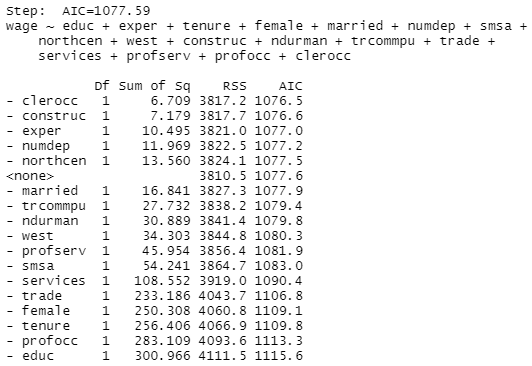 Step:  AIC=1077.59
wage ~ educ + exper + tenure + female + married + numdep + smsa +
    northcen + west + construc + ndurman + trcommpu + trade +
    services + profserv + profocc + clerocc

           Df Sum of Sq    RSS    AIC
- clerocc   1     6.709 3817.2 1076.5
- construc  1     7.179 3817.7 1076.6
- exper     1    10.495 3821.0 1077.0
- numdep    1    11.969 3822.5 1077.2
- northcen  1    13.560 3824.1 1077.5
<none>                  3810.5 1077.6
- married   1    16.841 3827.3 1077.9
- trcommpu  1    27.732 3838.2 1079.4
- ndurman   1    30.889 3841.4 1079.8
- west      1    34.303 3844.8 1080.3
- profserv  1    45.954 3856.4 1081.9
- smsa      1    54.241 3864.7 1083.0
- services  1   108.552 3919.0 1090.4
- trade     1   233.186 4043.7 1106.8
- female    1   250.308 4060.8 1109.1
- tenure    1   256.406 4066.9 1109.8
- profocc   1   283.109 4093.6 1113.3
- educ      1   300.966 4111.5 1115.6